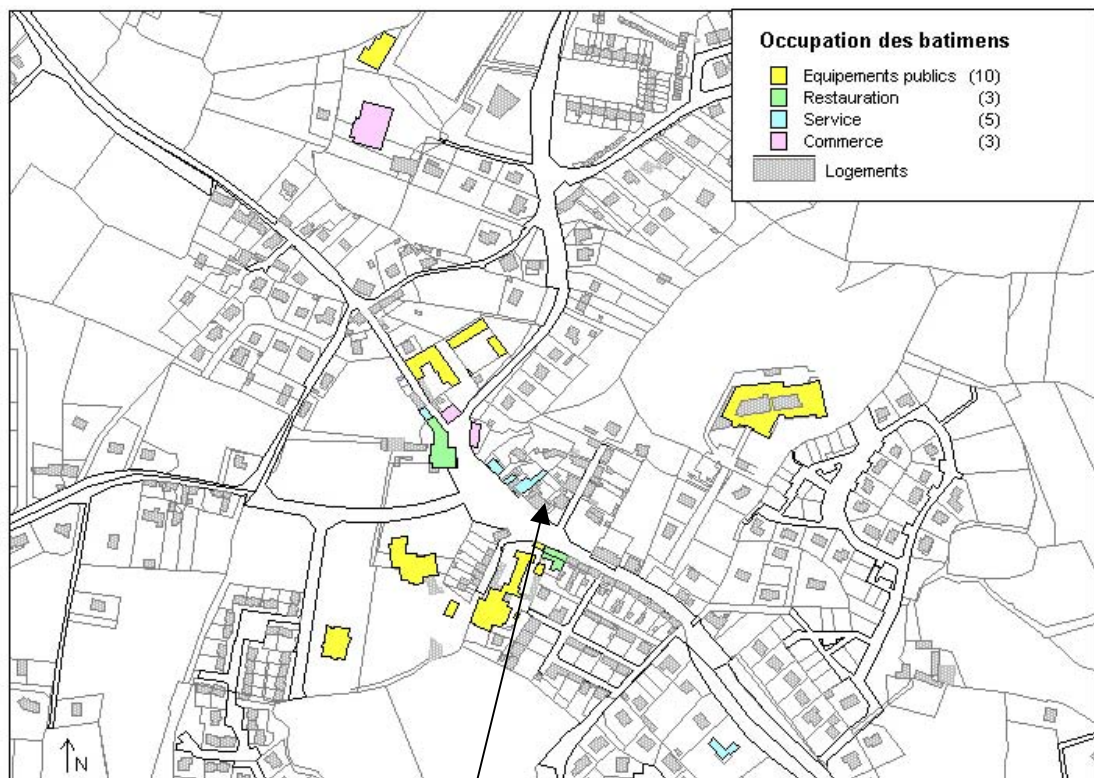 Occupation des batimens
Equipements publics (10)
Restauration (3)
Service (5)
Commerce (3)
Logements
N